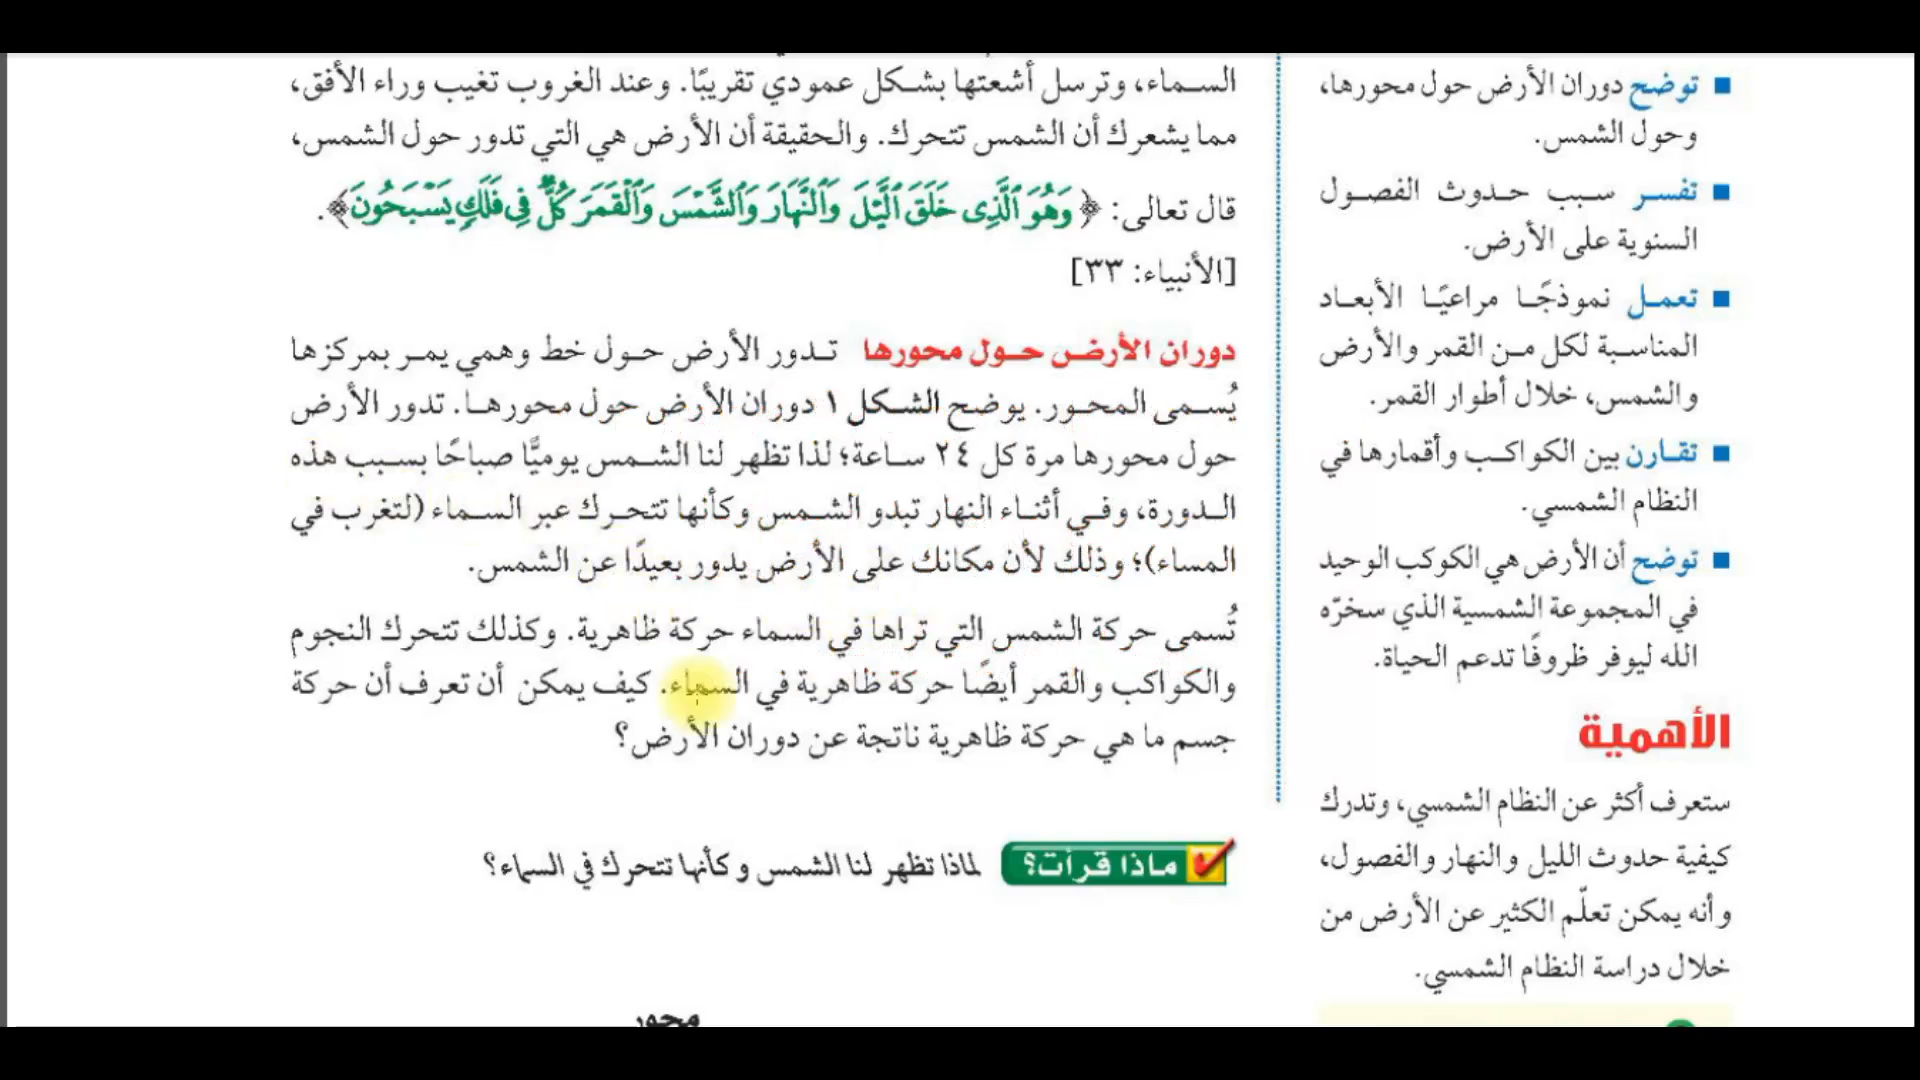 توضح دوران الأرض حول محورها،
وحول الشمس.
تفسر سبب حدوث الفصول
السنوية على الأرض.
تعمل نموذجًا مراعيًا الأبعاد
المناسبة لكل من القمر والأرض
والشمس، خلال أطوار القمر.
تقارن بين الكواكب وأقمارها في
النظام الشمسي.
توضح أن الأرض هي الكوكب الوحيد
في المجموعة الشمسية الذي سخرّه
الله ليوفر ظروفًا تدعم الحياة.
الأهمية
ستعرف أكثر عن النظام الشمسي، وتدرك
كيفية حدوث الليل والنهار والفصول،
وأنه يمكن تعلّم الكثير عن الأرض من
خلال دراسة النظام الشمسي.
السماء، وترسل أشعتها بشكل عمودي تقريبًا. وعند الغروب تغيب وراء الأفق،
مما يشعرك أن الشمس تتحرك. والحقيقة أن الأرض هي التي تدور حول الشمس،
قال تعالى: ﴿وَهُوَ ٱلَّذِى خَلَقَ ٱلَّيْلَ وَٱلنَّهَارَ وَٱلشَّمْسَ وَٱلْقَمَرَ كُلٌّ فِى فَلَكٍ يَسْبَحُونَ﴾.
[الأنبياء: ٣٣]
دوران الأرض حول محورها تدور الأرض حول خط وهمي يمر بمركزها
يُسمى المحور. يوضح الشكل ١ دوران الأرض حول محورها. تدور الأرض
حول محورها مرة كل ٢٤ ساعة؛ لذا تظهر لنا الشمس يوميًّا صباحًا بسبب هذه
الدورة، وفي أثناء النهار تبدو الشمس وكأنها تتحرك عبر السماء (لتغرب في
المساء)؛ وذلك لأن مكانك على الأرض يدور بعيدًا عن الشمس.
تُسمى حركة الشمس التي تراها في السماء حركة ظاهرية. وكذلك تتحرك النجوم
والكواكب والقمر أيضًا حركة ظاهرية في السماء. كيف يمكن أن تعرف أن حركة
جسم ما هي حركة ظاهرية ناتجة عن دوران الأرض؟
ماذا قرأت؟ لماذا تظهر لنا الشمس وكأنها تتحرك في السماء؟
محور